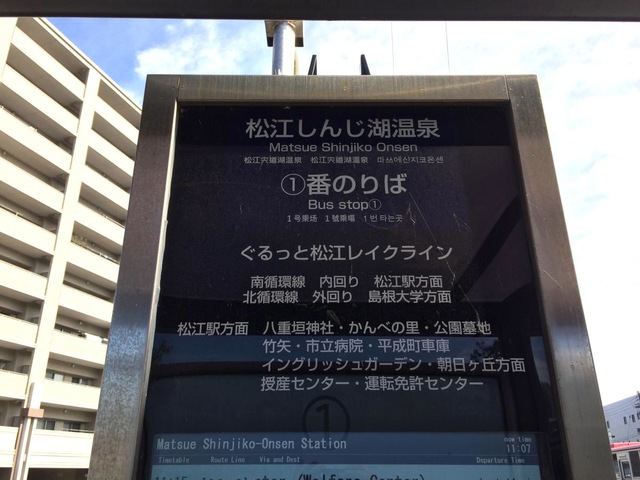 松江しんじ湖温泉
Matsue Shinjiko Onsen
松江宍道湖温泉 松江宍道湖溫泉 마쓰에신지코온센
①番のりば
Bus stop①
1号乘场 1號乘場 1번 타는곳
ぐるっと松江レイクライン
南循環線 内回り 松江駅方面
北循環線 外回り 島根大学方面
松江駅方面 八重垣神社・かんべの里・公園墓地
竹矢・市立病院・平成町車庫
イングリッシュガーデン・朝日ヶ丘方面
授産センター・運転免許センター
①
Matsue Shinjiko-Onsen Station
now time
11:07
Timetable Route Line Via and Dest Departure Time
(Welfare Center)